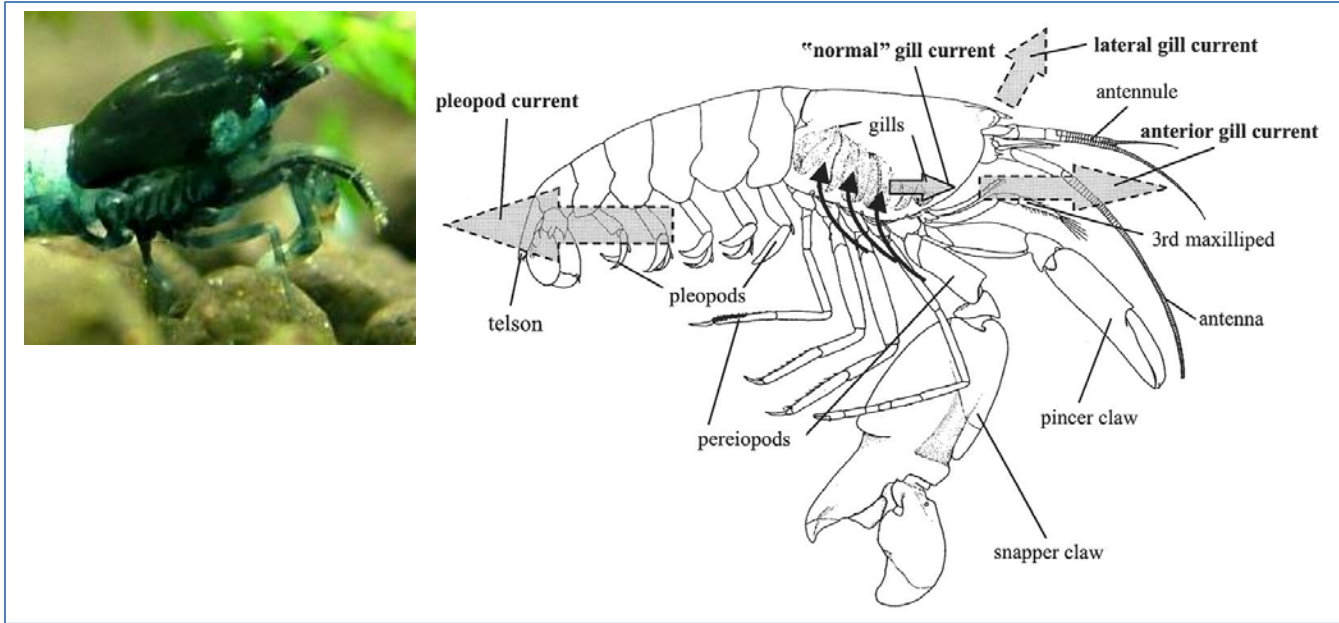 "normal" gill current
lateral gill current
antennule
pleopod current
gills
anterior gill current
3rd maxilliped
pleopods
telson
antenna
pincer claw
pereiopods
snapper claw